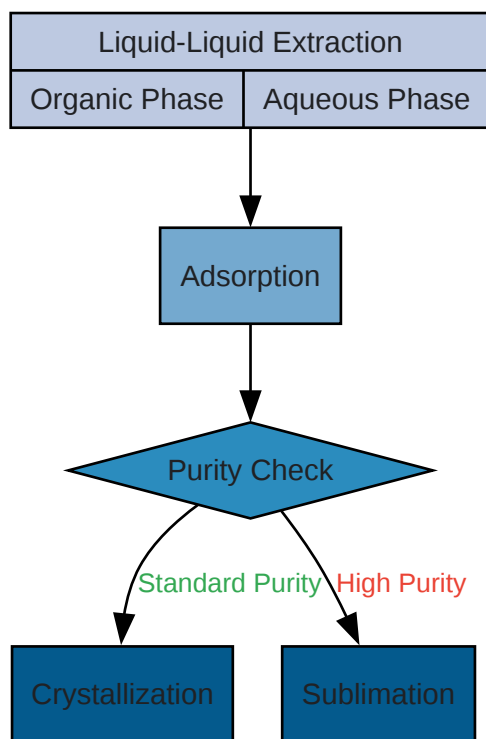 Liquid-Liquid Extraction
Organic Phase
Aqueous Phase
Adsorption
Purity Check
Standard Purity
High Purity
Crystallization
Sublimation